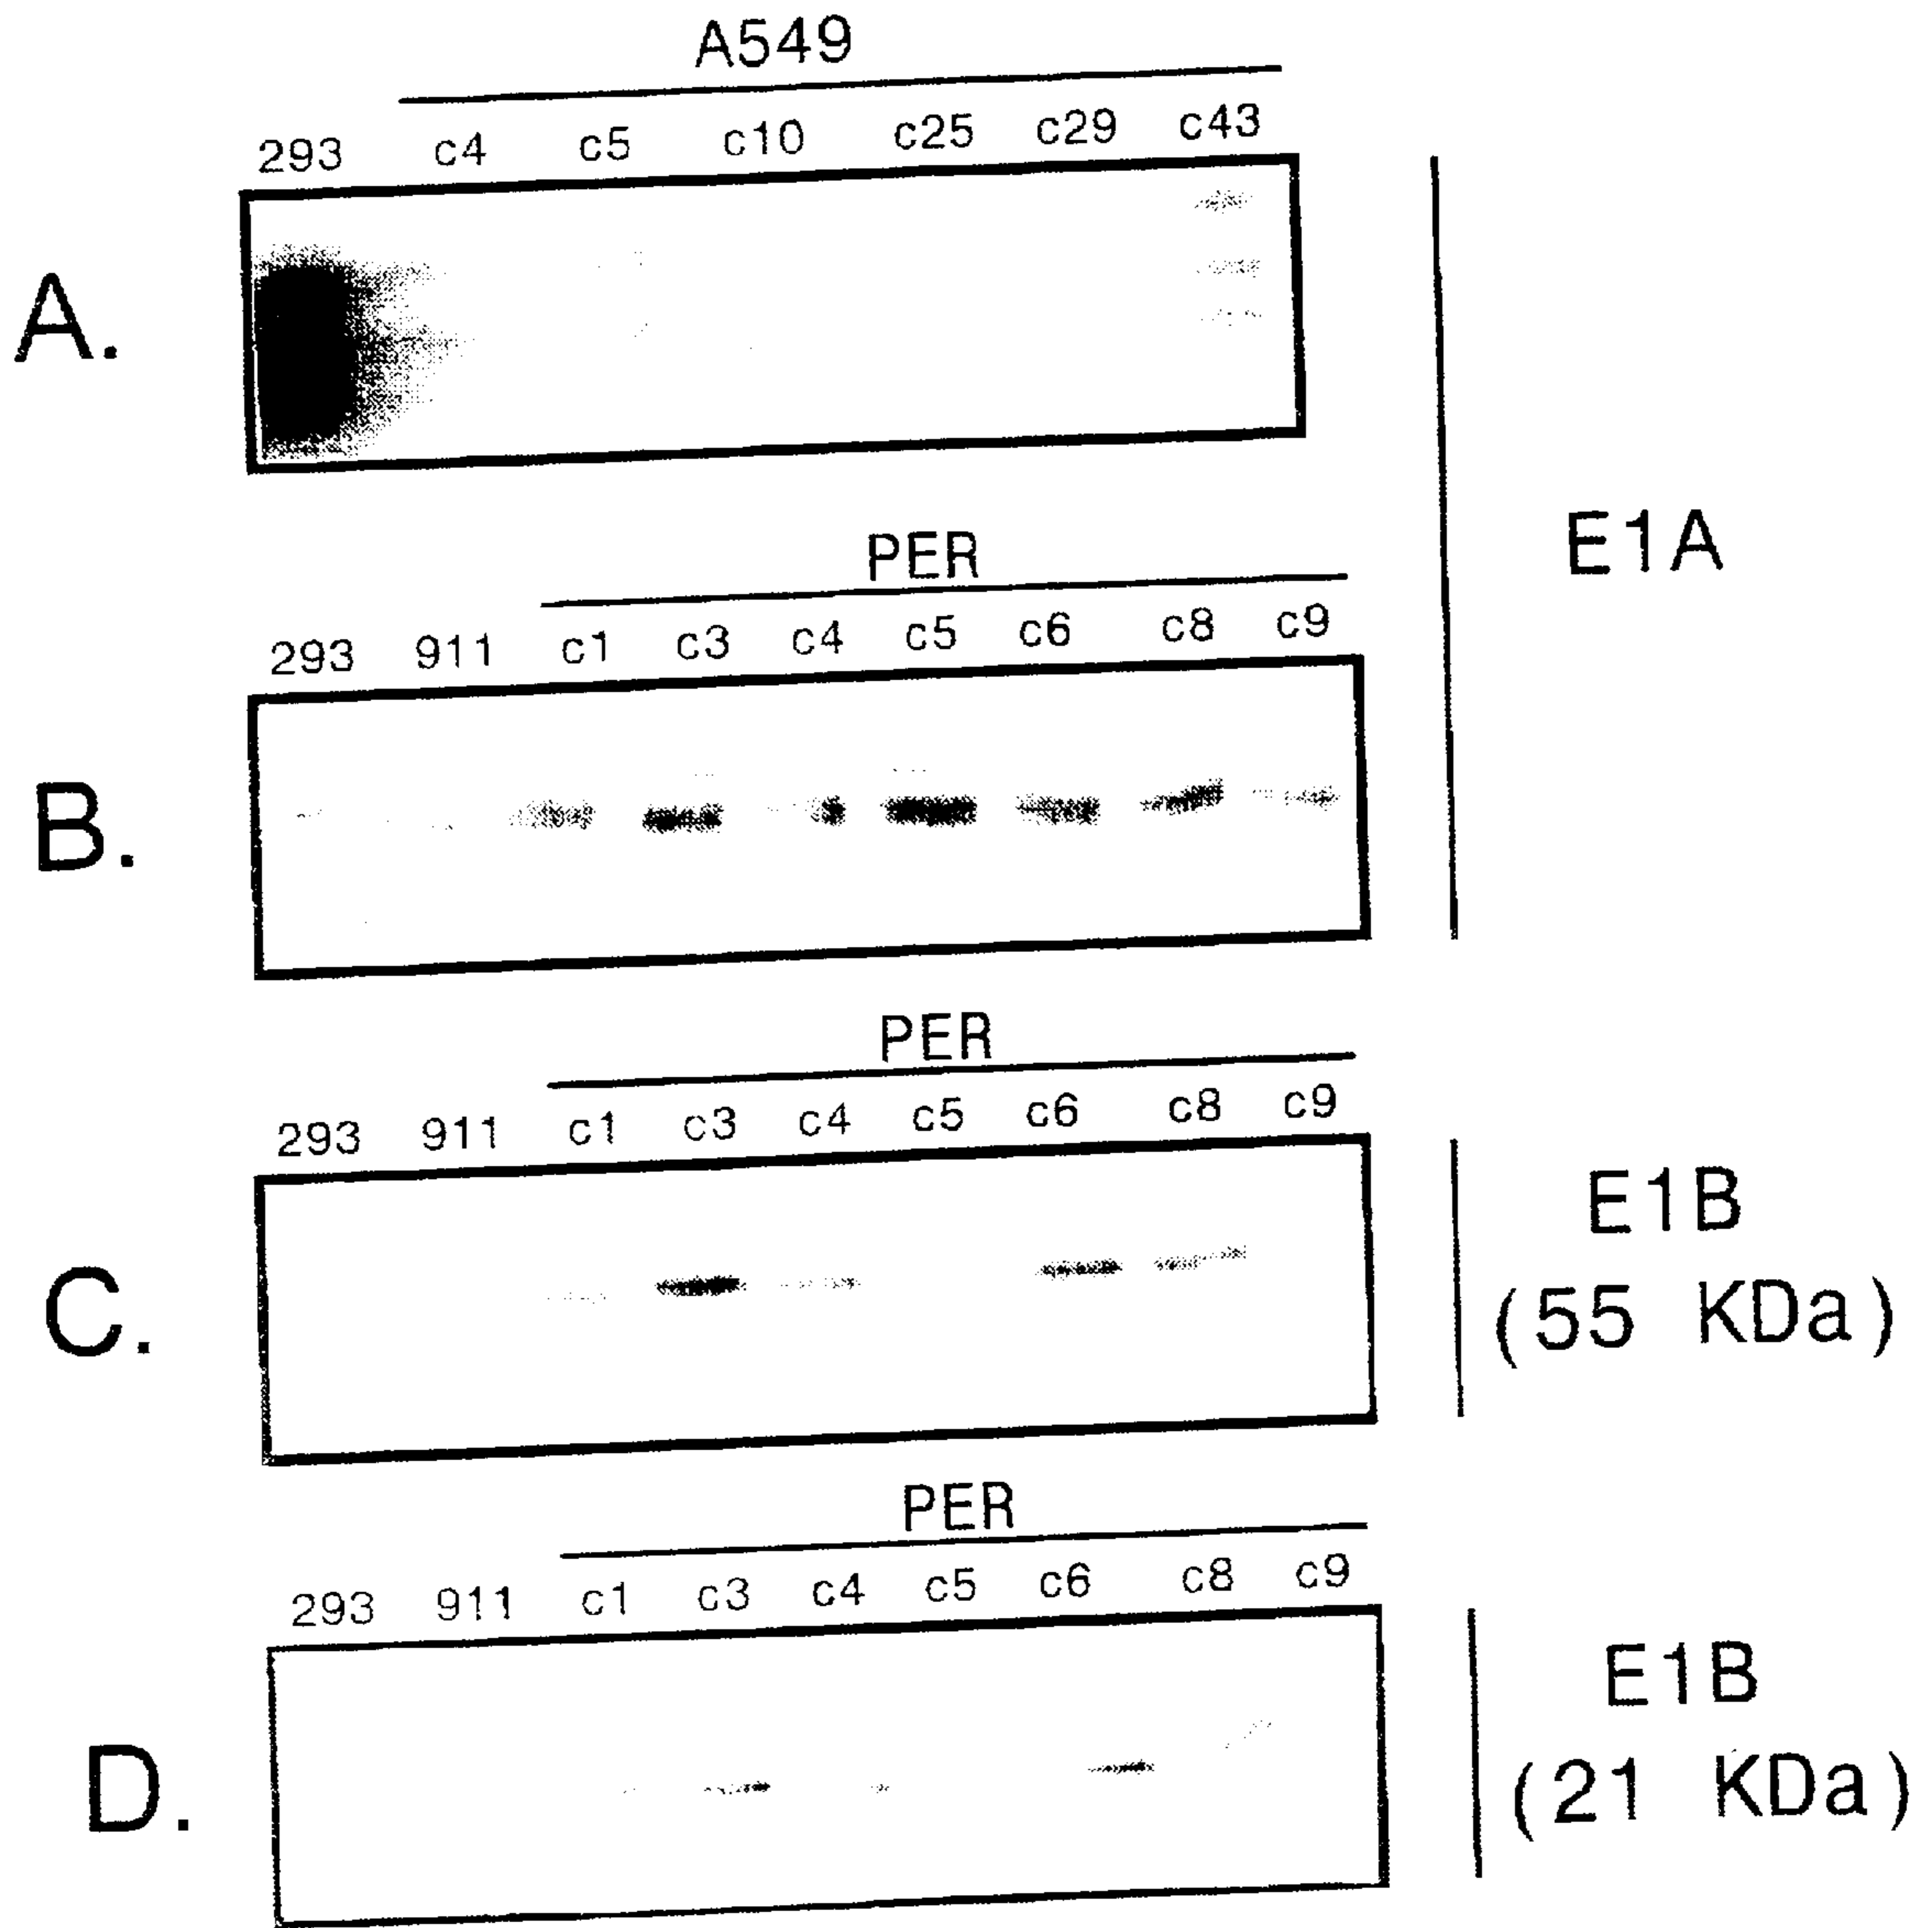 A549
293 c4 c5 c10 c25 c29 c43
A.
PER
E1A
293 911 c1 c3 c4 c5 c6 c8 c9
B.
PER
293 911 c1 c3 c4 c5 c6 c8 c9
C.
E1B
(55 KDa)
PER
293 911 c1 c3 c4 c5 c6 c8 c9
D.
E1B
(21 KDa)